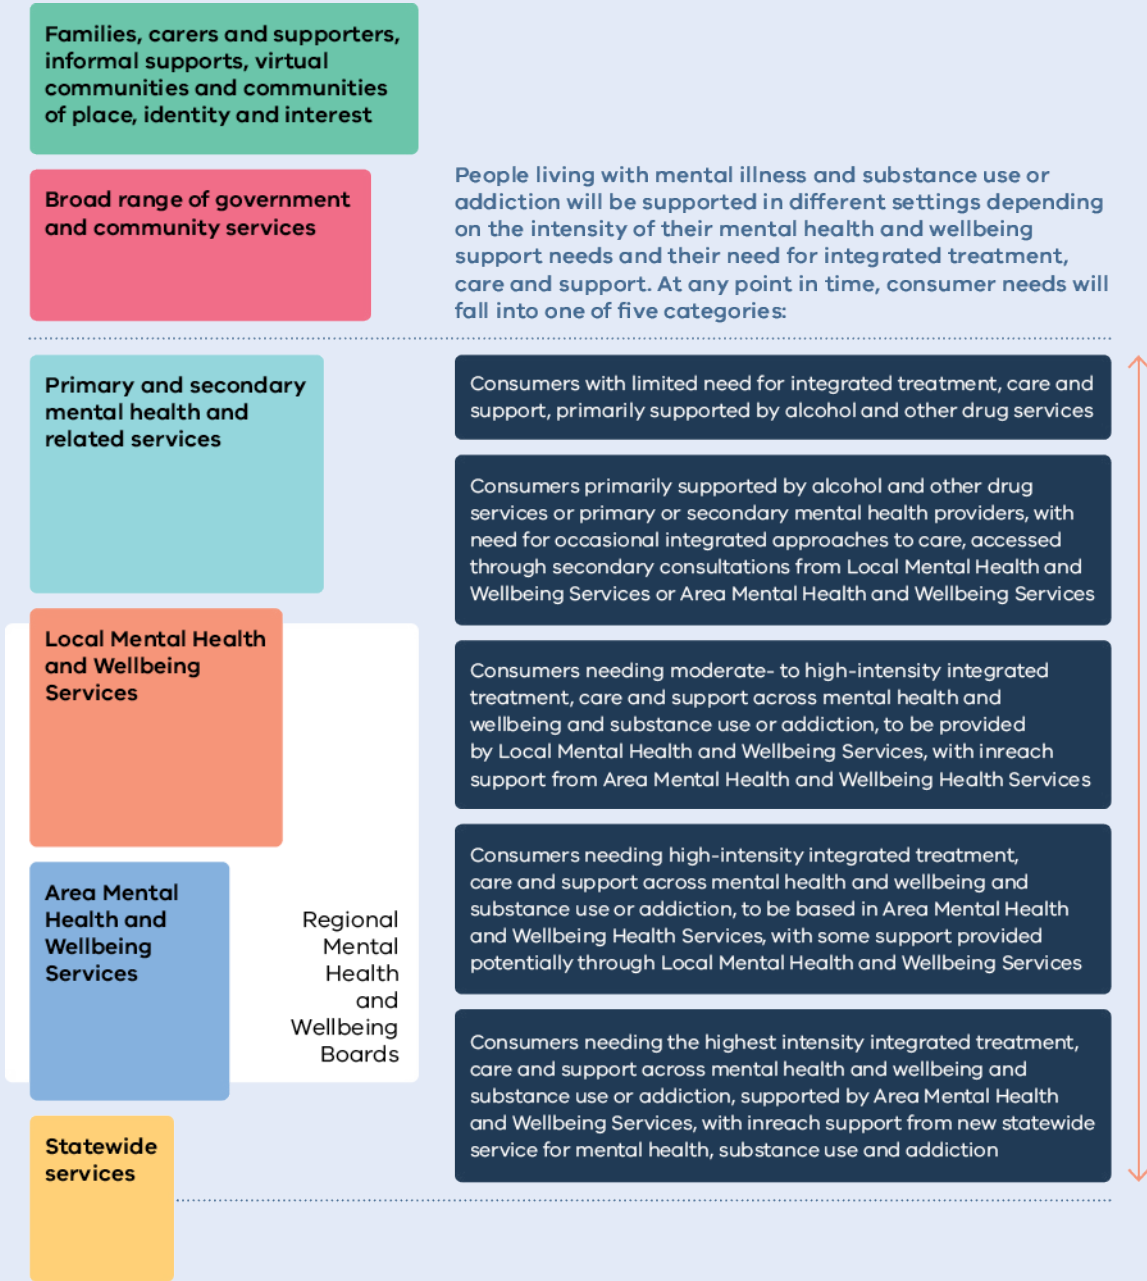 Families, carers and supporters,
informal supports, virtual
communities and communities
of place, identity and interest
Broad range of government
and community services
People living with mental illness and substance use or
addiction will be supported in different settings depending
on the intensity of their mental health and wellbeing
support needs and their need for integrated treatment,
care and support. At any point in time, consumer needs will
fall into one of five categories:
Primary and secondary
mental health and
related services
Consumers with limited need for integrated treatment, care and
support, primarily supported by alcohol and other drug services
Consumers primarily supported by alcohol and other drug
services or primary or secondary mental health providers, with
need for occasional integrated approaches to care, accessed
through secondary consultations from Local Mental Health and
Wellbeing Services or Area Mental Health and Wellbeing Services
Local Mental Health
and Wellbeing
Services
Consumers needing moderate- to high-intensity integrated
treatment, care and support across mental health and
wellbeing and substance use or addiction, to be provided
by Local Mental Health and Wellbeing Services, with inreach
support from Area Mental Health and Wellbeing Health Services
Area Mental
Health and
Wellbeing
Services
Regional
Mental
Health
and
Wellbeing
Boards
Consumers needing high-intensity integrated treatment,
care and support across mental health and wellbeing and
substance use or addiction, to be based in Area Mental Health
and Wellbeing Health Services, with some support provided
potentially through Local Mental Health and Wellbeing Services
Consumers needing the highest intensity integrated treatment,
care and support across mental health and wellbeing and
substance use or addiction, supported by Area Mental Health
and Wellbeing Services, with inreach support from new statewide
service for mental health, substance use and addiction
Statewide
services